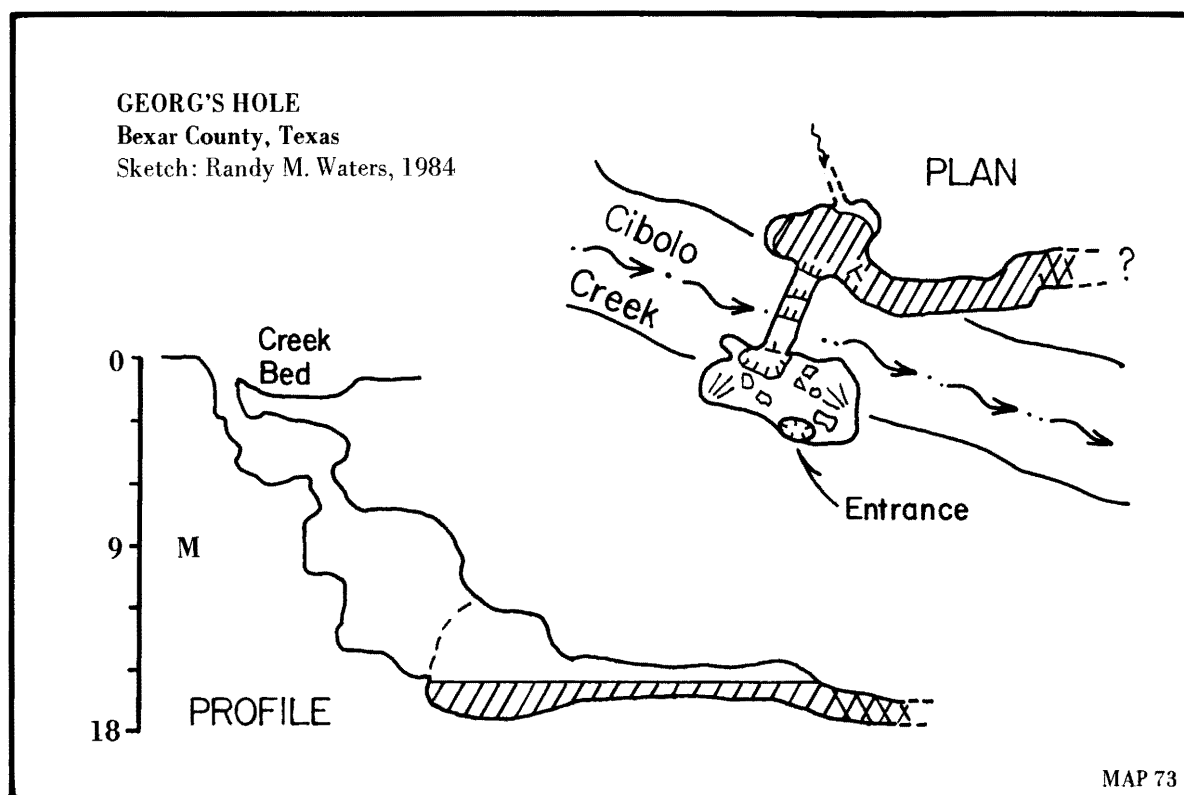 GEORG'S HOLE
Bexar County, Texas
Sketch: Randy M. Waters, 1984
PLAN
Cibolo
Creek
?
Entrance
Creek
Bed
0
9
M
18
PROFILE
MAP 73